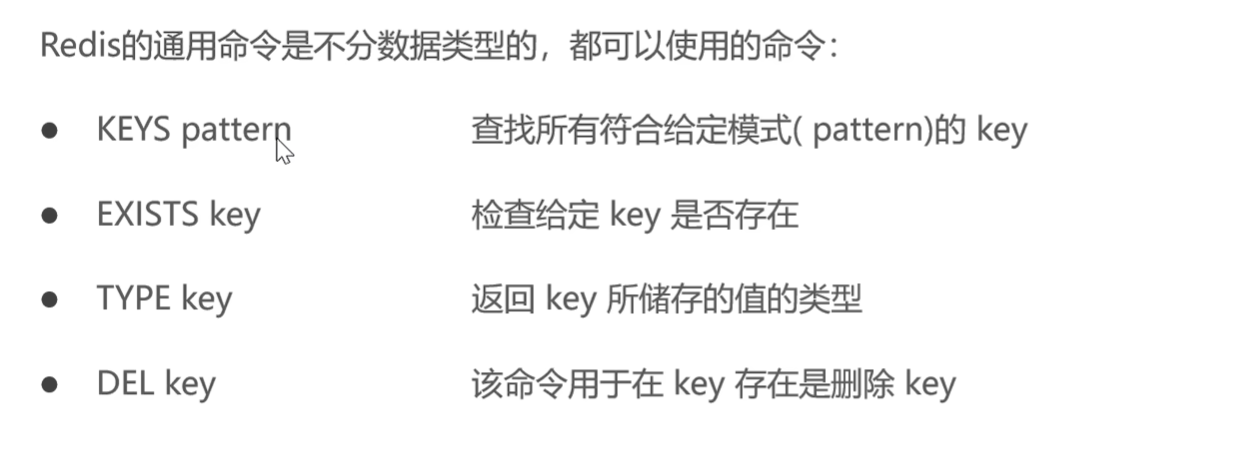 Redis的通用命令是不分数据类型的，都可以使用的命令：
● KEYS pattern 查找所有符合给定模式( pattern)的 key
● EXISTS key 检查给定 key 是否存在
● TYPE key 返回 key 所储存的值的类型
● DEL key 该命令用于在 key 存在是删除 key